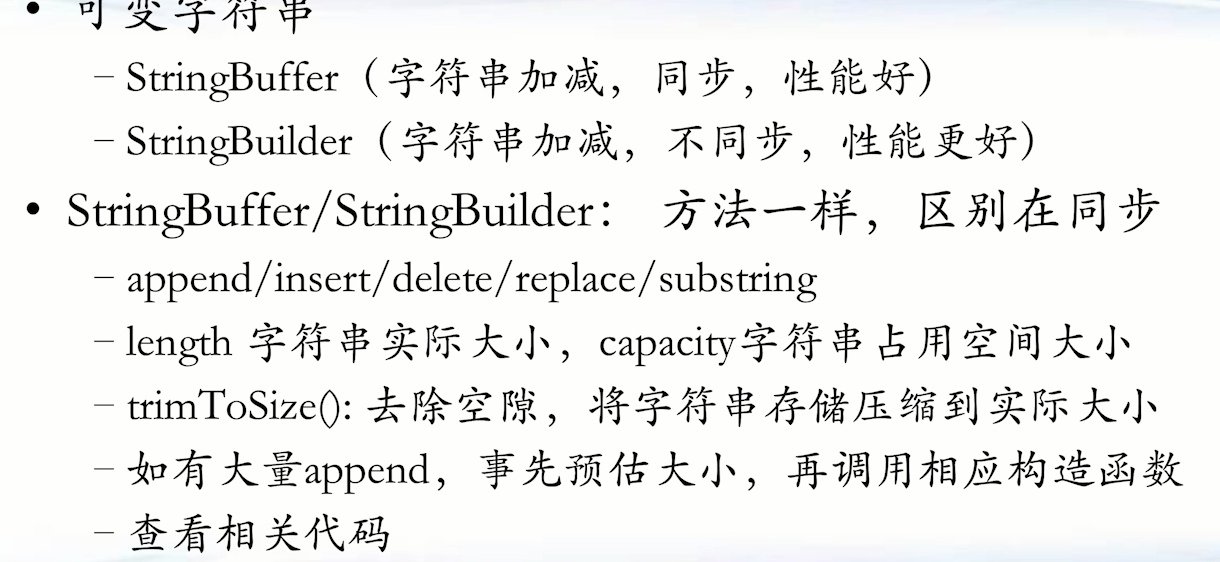 • 可变字符串
– StringBuffer（字符串加减，同步，性能好）
– StringBuilder（字符串加减，不同步，性能更好）
• StringBuffer/StringBuilder： 方法一样，区别在同步
– append/insert/delete/replace/substring
– length 字符串实际大小，capacity字符串占用空间大小
– trimToSize(): 去除空隙，将字符串存储压缩到实际大小
– 如有大量append，事先预估大小，再调用相应构造函数
– 查看相关代码